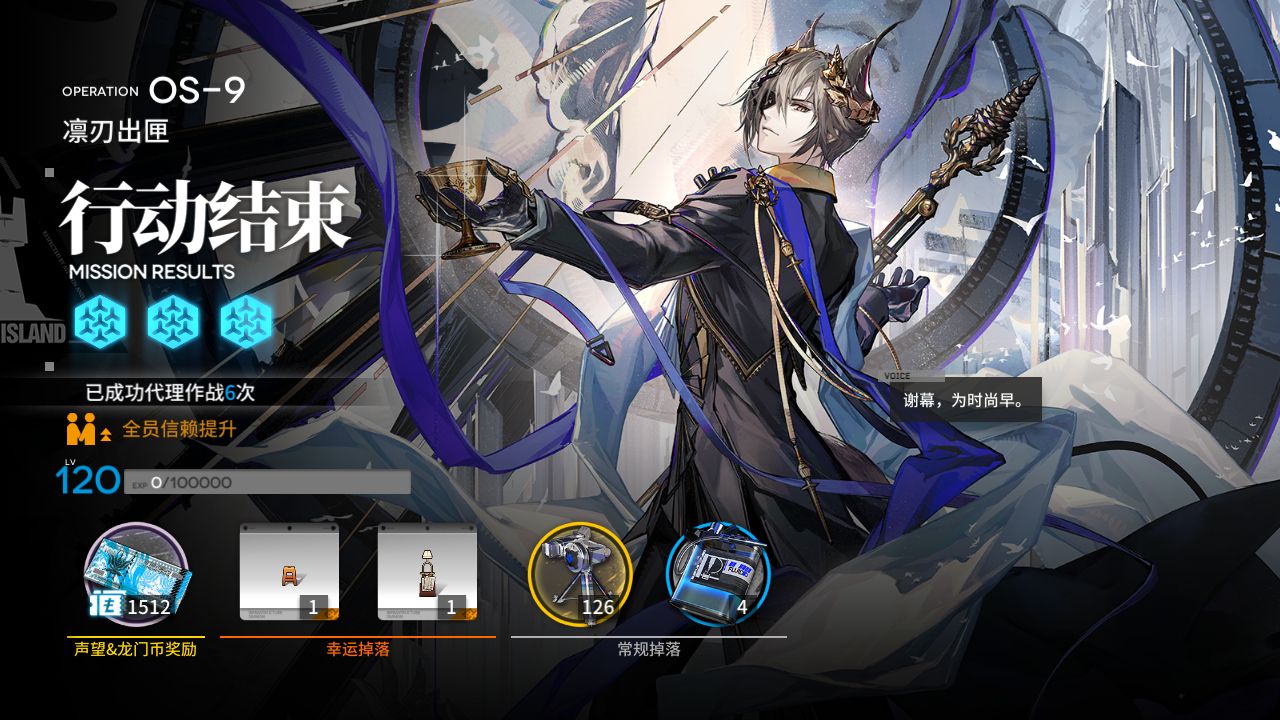 OPERATION OS-9
凛刃出匣
行动结束
MISSION RESULTS
ISLAND
已成功代理作战6次
全员信赖提升
LV
120
EXP 0/100000
VOICE
谢幕，为时尚早。
1512
1
1
126
4
声望&龙门币奖励
幸运掉落
常规掉落